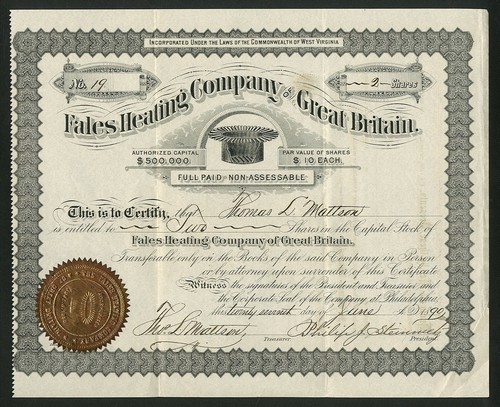 INCORPORATED UNDER THE LAWS OF THE COMMONWEALTH OF WEST VIRGINIA
No. 19
2 Shares
Fales Heating Company of Great Britain.
AUTHORIZED CAPITAL
$500,000.
PAR VALUE OF SHARES
$10 EACH.
FULL PAID - NON-ASSESSABLE
This is to Certify, that Thomas L Mattson
is entitled to Two Shares in the Capital Stock of
Fales Heating Company of Great Britain,
Transferable only on the Books of the said Company in Person
or by attorney upon surrender of this Certificate
Witness the signatures of the President and Treasurer and
the Corporate Seal of the Company at Philadelphia,
this twenty seventh day of June A.D. 1890
Thos L Mattson
Philip J.
Treasurer
President